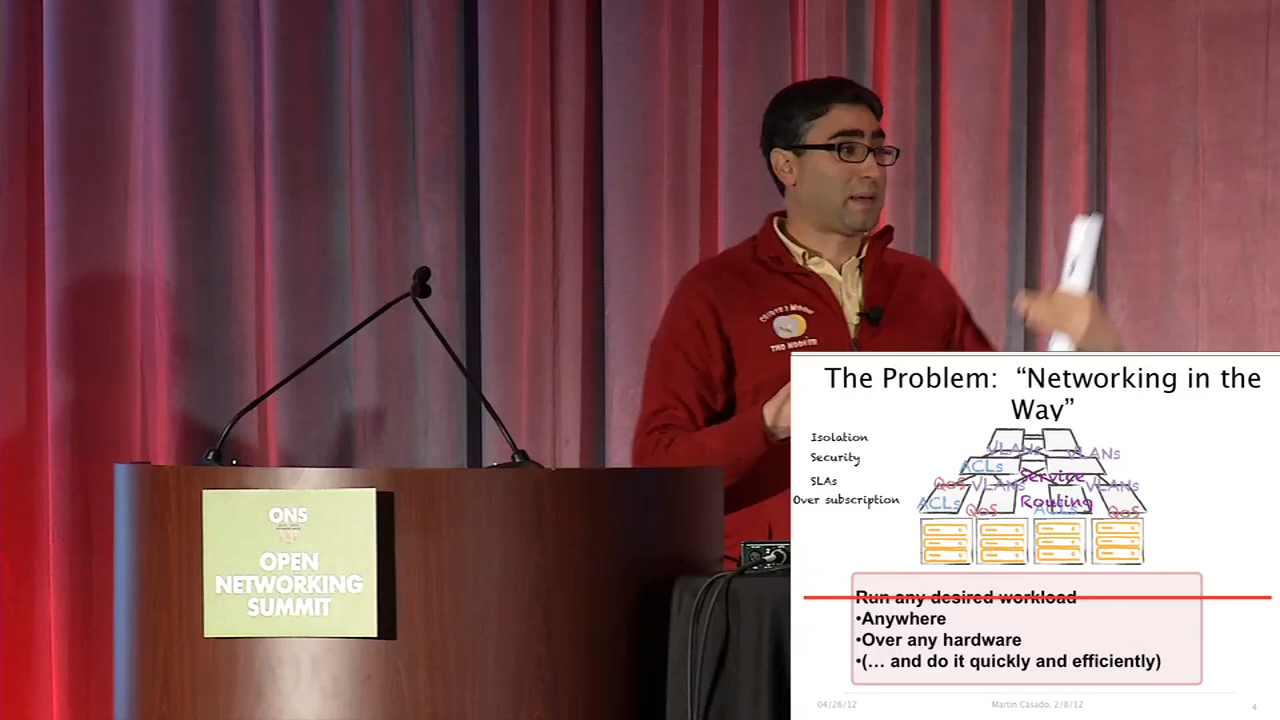 ONS
OPEN
NETWORKING
SUMMIT
The Problem: “Networking in the
Way”
Isolation
Security
SLAs
Over subscription
VLANs
VLANs
ACLs
Service
QoS
VLANs
VLANs
ACLs
QoS
Routing
ACLs
QoS
Run any desired workload
•Anywhere
•Over any hardware
•(... and do it quickly and efficiently)
04/26/12
Martin Casado, 2/8/12
4